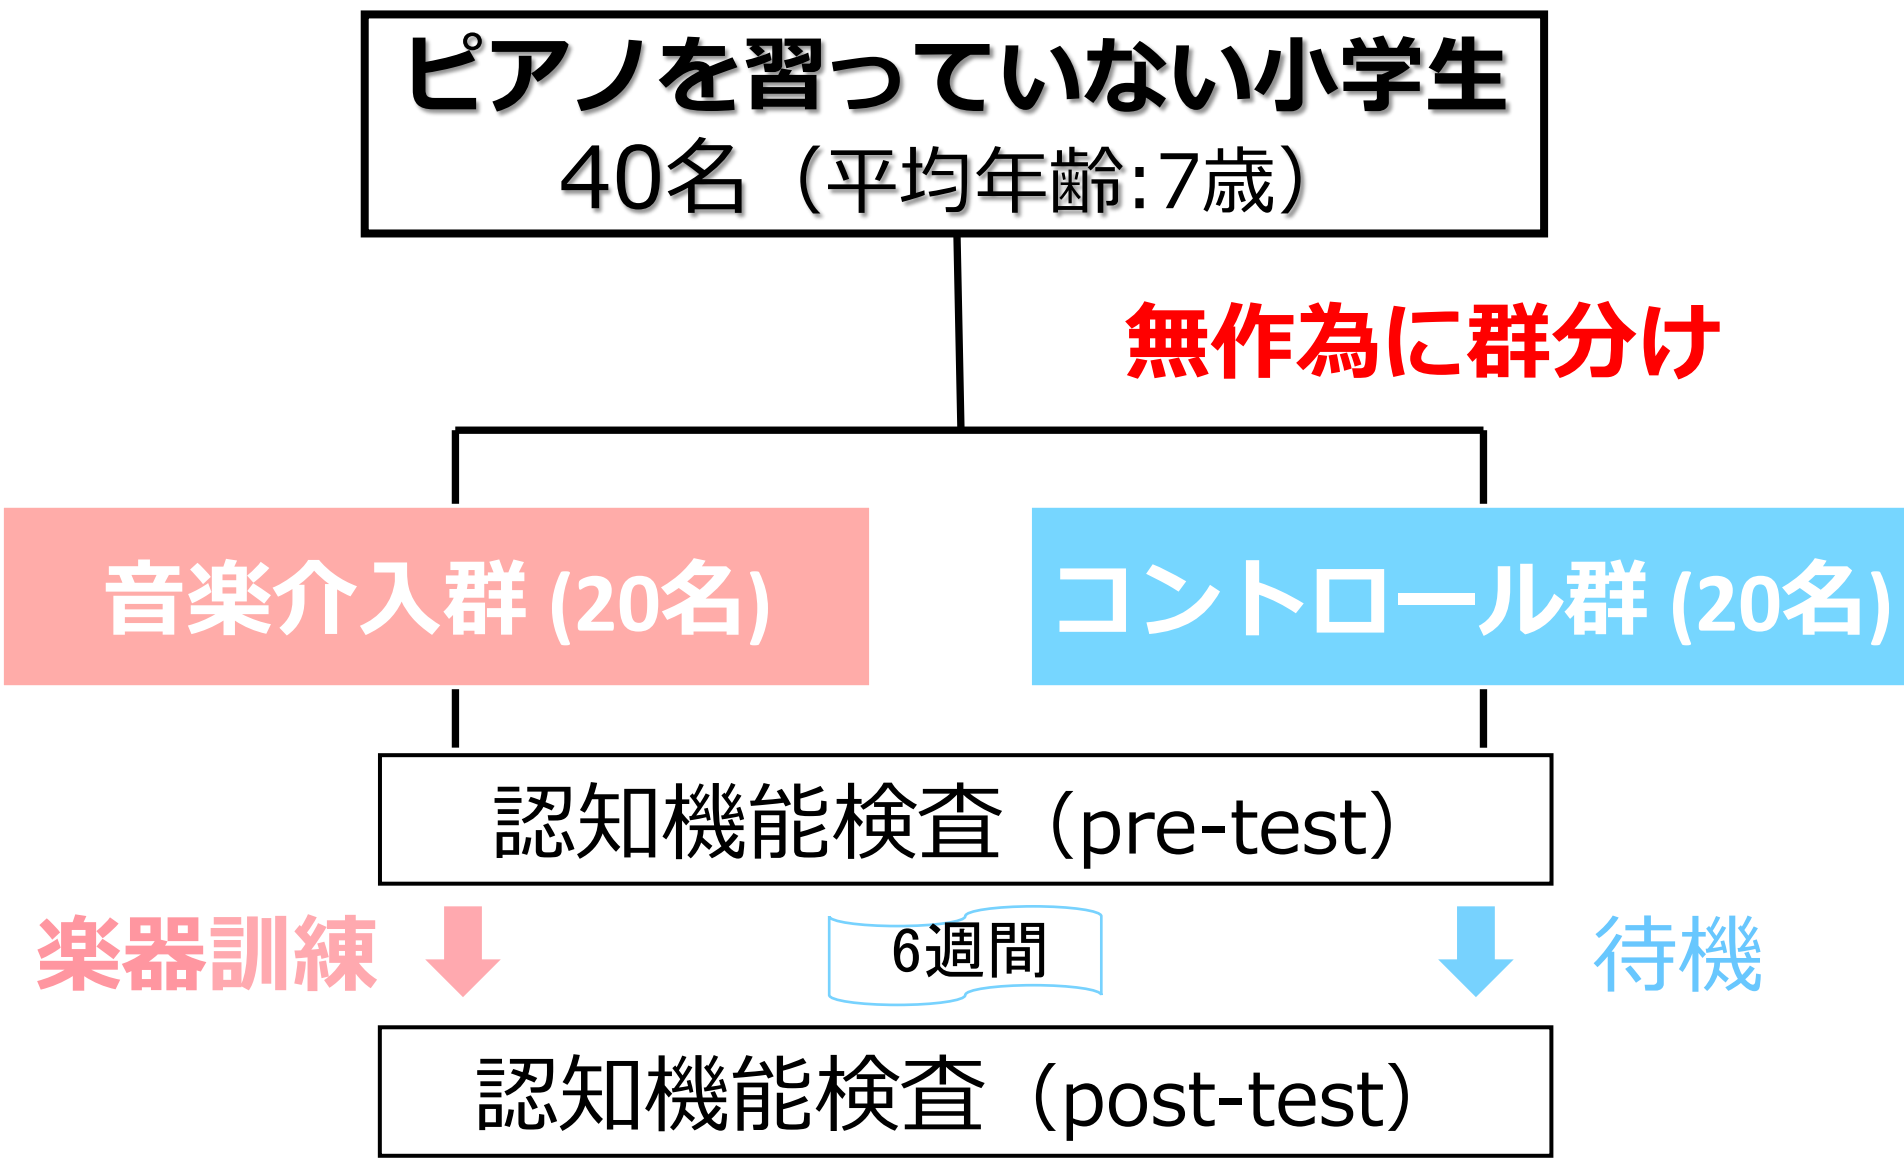 ピアノを習っていない小学生
40名（平均年齢:7歳）
無作為に群分け
音楽介入群 (20名)
コントロール群 (20名)
認知機能検査（pre-test）
楽器訓練
6週間
待機
認知機能検査（post-test）